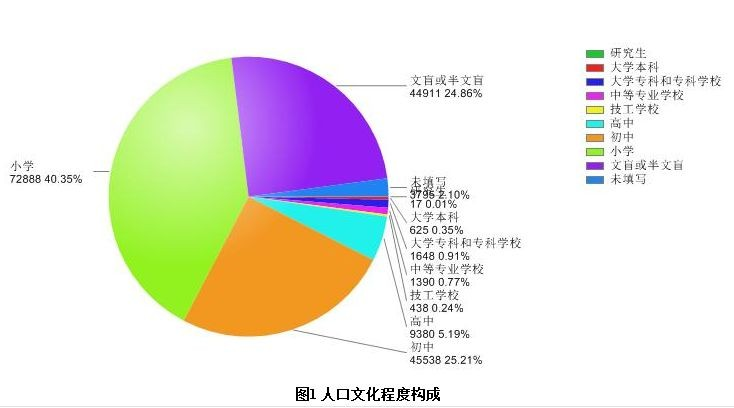 文盲或半文盲
44911 24.86%
小学
72888 40.35%
未填写
研究生
3795 2.10%
17 0.01%
大学本科
625 0.35%
大学专科和专科学校
1648 0.91%
中等专业学校
1390 0.77%
技工学校
438 0.24%
高中
9380 5.19%
初中
45538 25.21%
研究生
大学本科
大学专科和专科学校
中等专业学校
技工学校
高中
初中
小学
文盲或半文盲
未填写
图1 人口文化程度构成